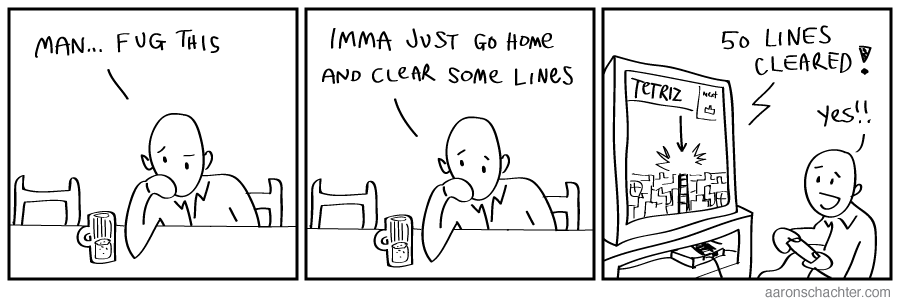 MAN... FUG THIS
IMMA JUST GO HOME
AND CLEAR SOME LINES
50 LINES
CLEARED!
TETRIZ
next
yes!!
aaronschachter.com